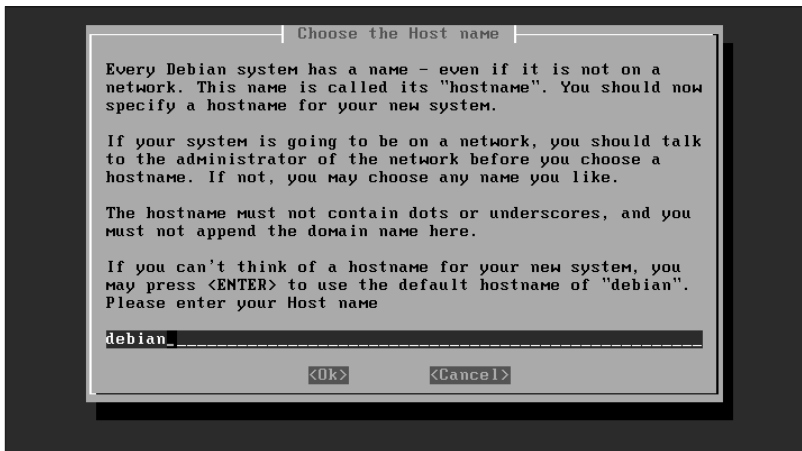 Choose the Host name
Every Debian system has a name - even if it is not on a
network. This name is called its "hostname". You should now
specify a hostname for your new system.
If your system is going to be on a network, you should talk
to the administrator of the network before you choose a
hostname. If not, you may choose any name you like.
The hostname must not contain dots or underscores, and you
must not append the domain name here.
If you can't think of a hostname for your new system, you
may press <ENTER> to use the default hostname of "debian".
Please enter your Host name
debian_
<Ok> <Cancel>